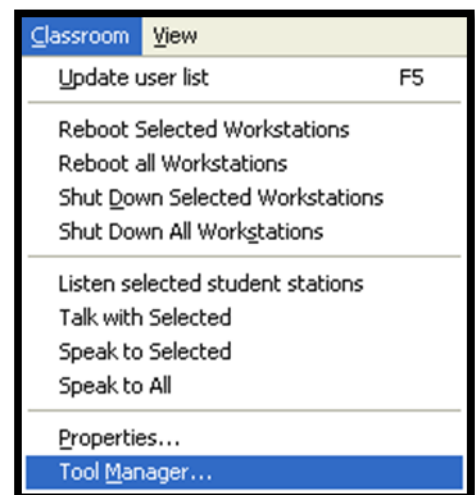 Classroom View
Update user list F5
Reboot Selected Workstations
Reboot all Workstations
Shut Down Selected Workstations
Shut Down All Workstations
Listen selected student stations
Talk with Selected
Speak to Selected
Speak to All
Properties...
Tool Manager...